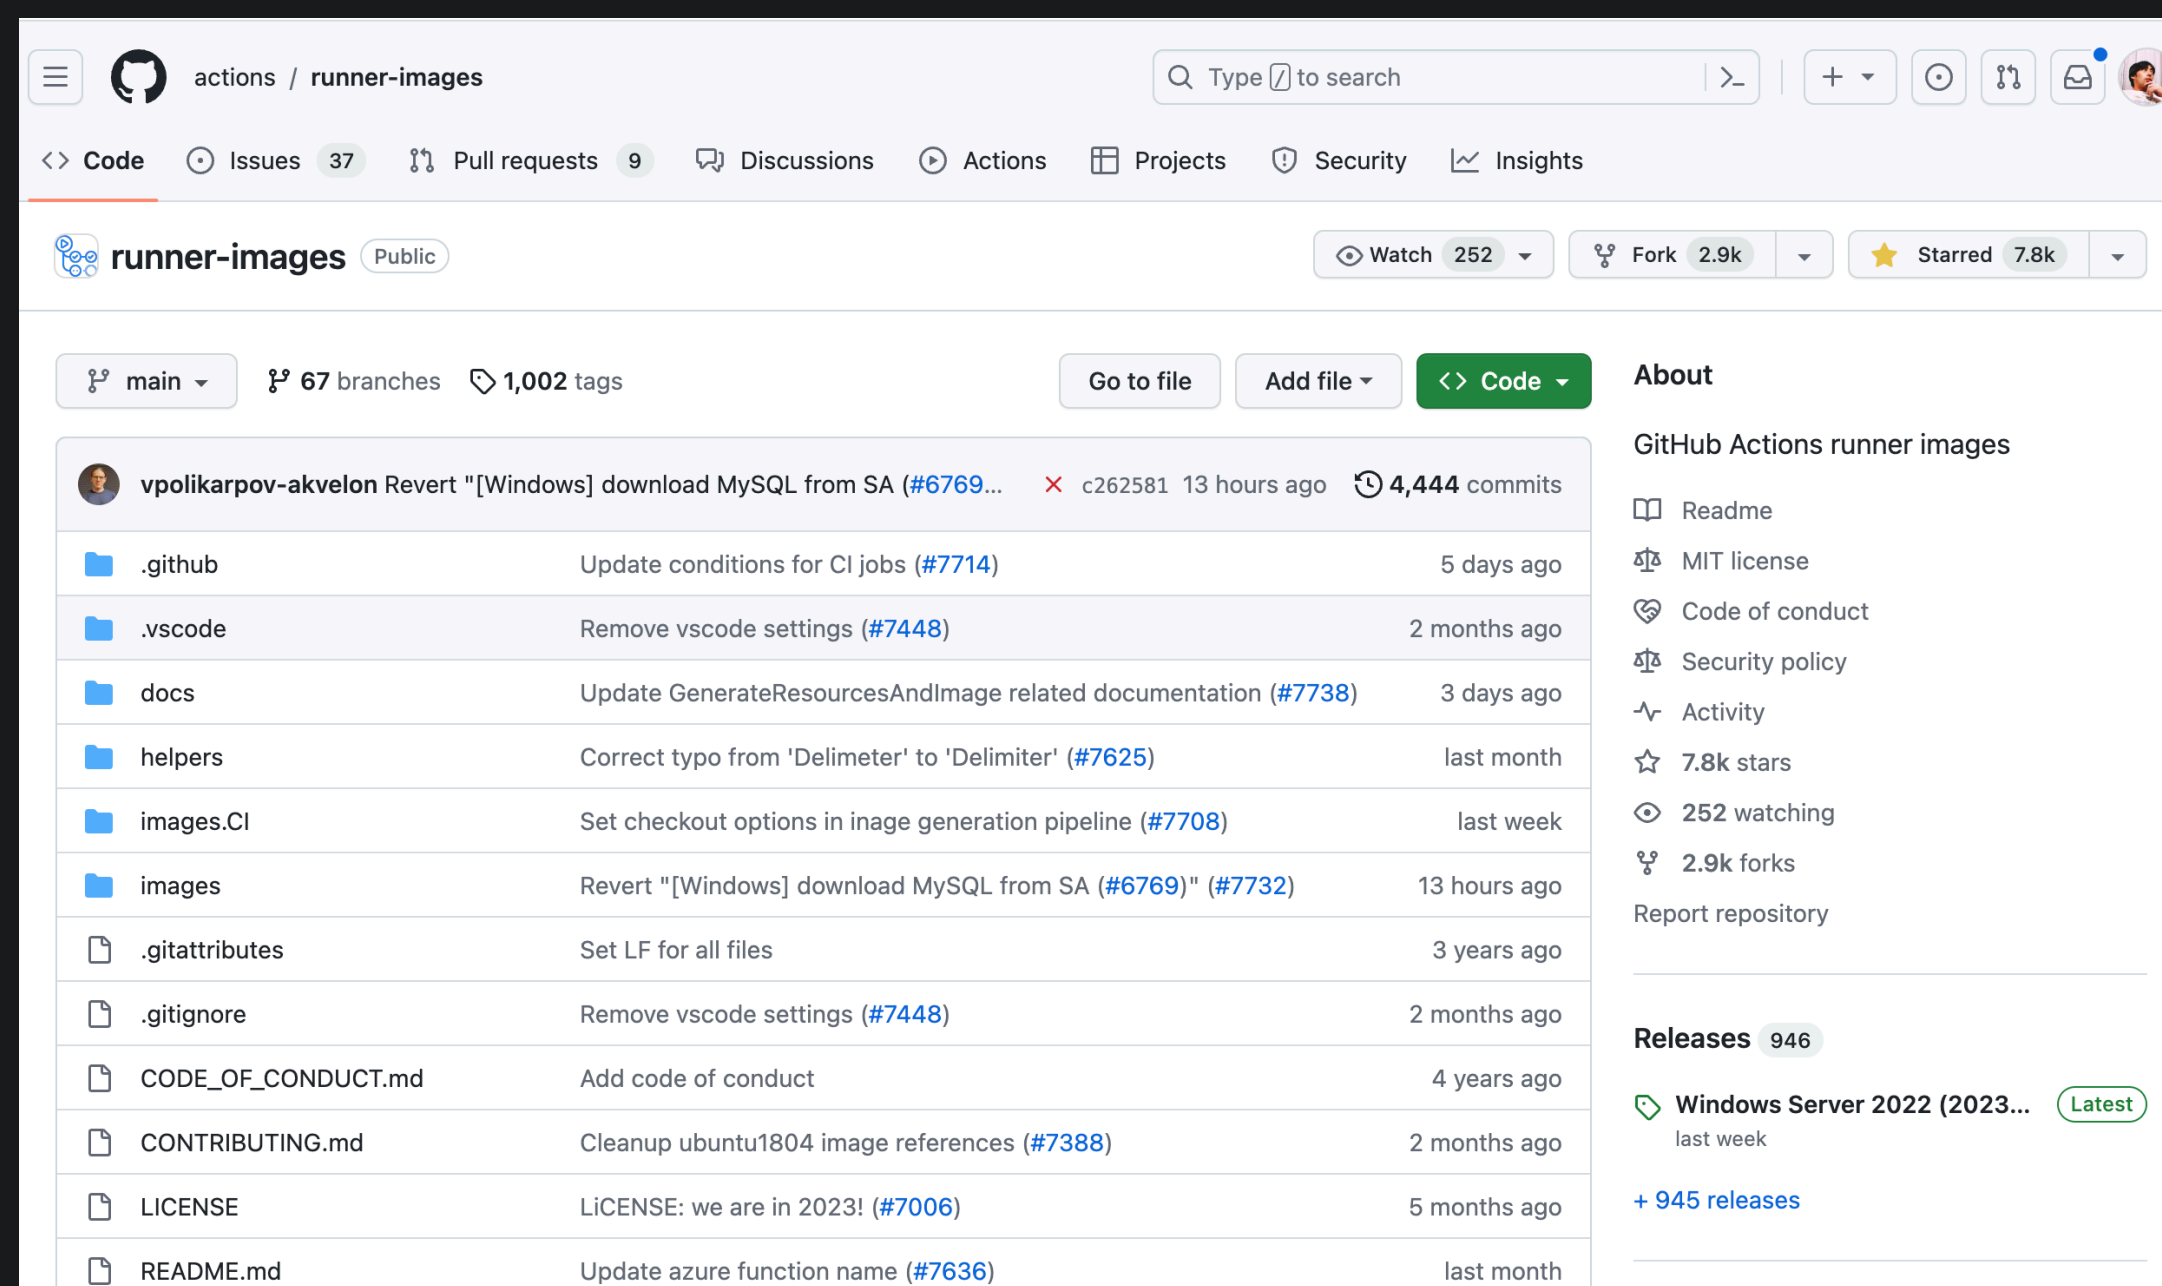 actions / runner-images
Type / to search
Code
Issues 37
Pull requests 9
Discussions
Actions
Projects
Security
Insights
runner-images Public
Watch 252
Fork 2.9k
Starred 7.8k
main
67 branches
1,002 tags
Go to file
Add file
Code
vpolikarpov-akvelon Revert "[Windows] download MySQL from SA (#6769... c262581 13 hours ago 4,444 commits
.github Update conditions for CI jobs (#7714) 5 days ago
.vscode Remove vscode settings (#7448) 2 months ago
docs Update GenerateResourcesAndImage related documentation (#7738) 3 days ago
helpers Correct typo from 'Delimeter' to 'Delimiter' (#7625) last month
images.CI Set checkout options in inage generation pipeline (#7708) last week
images Revert "[Windows] download MySQL from SA (#6769)" (#7732) 13 hours ago
.gitattributes Set LF for all files 3 years ago
.gitignore Remove vscode settings (#7448) 2 months ago
CODE_OF_CONDUCT.md Add code of conduct 4 years ago
CONTRIBUTING.md Cleanup ubuntu1804 image references (#7388) 2 months ago
LICENSE LiCENSE: we are in 2023! (#7006) 5 months ago
README.md Update azure function name (#7636) last month
About
GitHub Actions runner images
Readme
MIT license
Code of conduct
Security policy
Activity
7.8k stars
252 watching
2.9k forks
Report repository
Releases 946
Windows Server 2022 (2023... Latest
last week
+ 945 releases